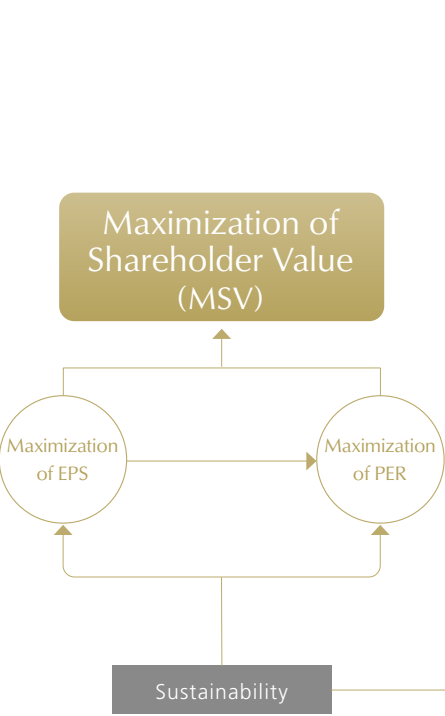 Maximization of
Shareholder Value
(MSV)
Maximization
of EPS
Maximization
of PER
Sustainability